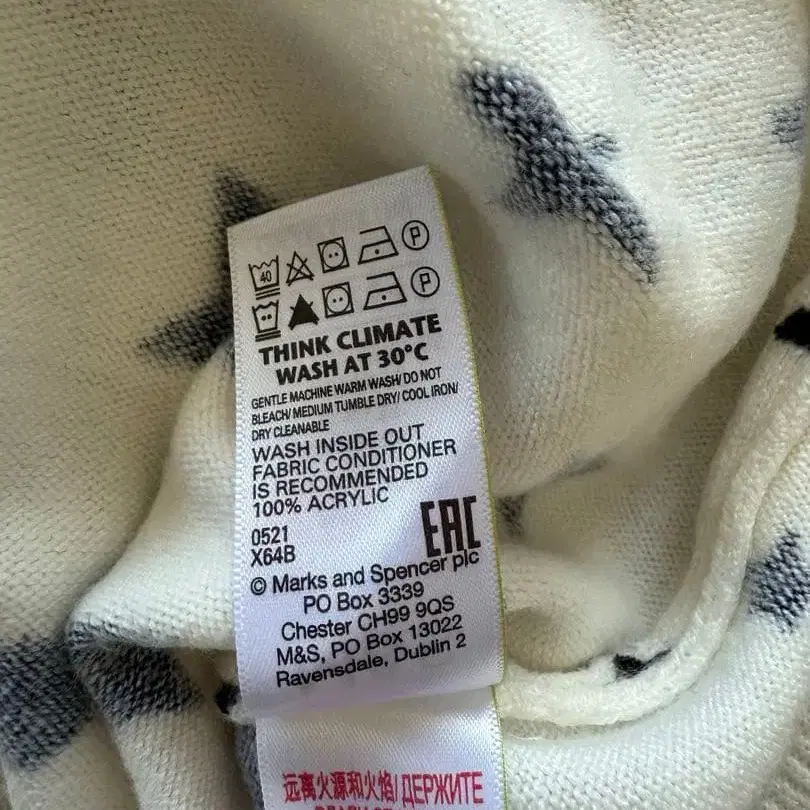 40 P
P
THINK CLIMATE
WASH AT 30°C
GENTLE MACHINE WARM WASH/ DO NOT
BLEACH/ MEDIUM TUMBLE DRY/ COOL IRON/
DRY CLEANABLE
WASH INSIDE OUT
FABRIC CONDITIONER
IS RECOMMENDED
100% ACRYLIC
0521
X64B
EAC
© Marks and Spencer plc
PO Box 3339
Chester CH99 9QS
M&S, PO Box 13022
Ravensdale, Dublin 2
远离火源和火焰/ ДЕРЖИТЕ